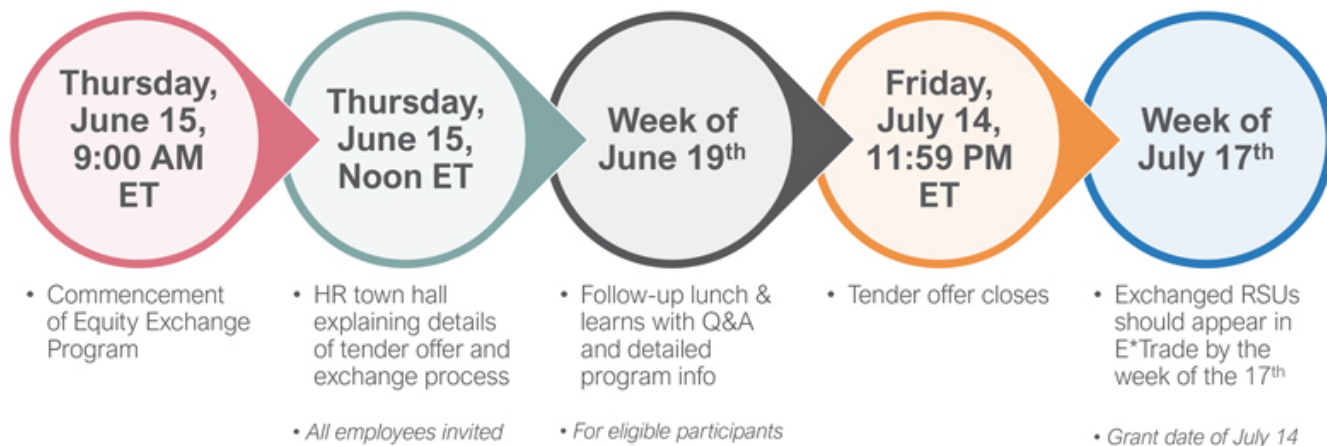 Thursday,
June 15,
9:00 AM
ET
• Commencement
of Equity Exchange
Program
Thursday,
June 15,
Noon ET
• HR town hall
explaining details
of tender offer and
exchange process
• All employees invited
Week of
June 19th
• Follow-up lunch &
learns with Q&A
and detailed
program info
• For eligible participants
Friday,
July 14,
11:59 PM
ET
• Tender offer closes
Week of
July 17th
• Exchanged RSUs
should appear in
E*Trade by the
week of the 17th
• Grant date of July 14